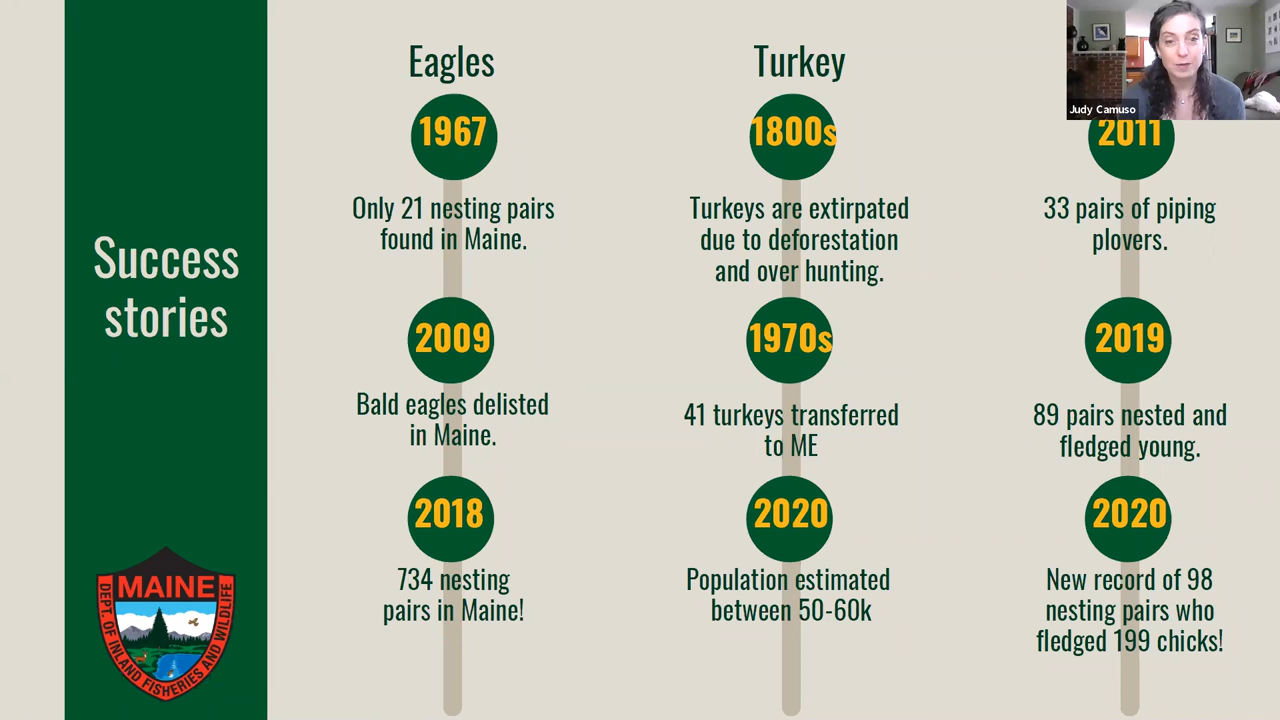 Success
stories
MAINE
DEPT. OF INLAND FISHERIES AND WILDLIFE
Eagles
1967
Only 21 nesting pairs
found in Maine.
2009
Bald eagles delisted
in Maine.
2018
734 nesting
pairs in Maine!
Turkey
1800s
Turkeys are extirpated
due to deforestation
and over hunting.
1970s
41 turkeys transferred
to ME
2020
Population estimated
between 50-60k
Judy Camuso
2011
33 pairs of piping
plovers.
2019
89 pairs nested and
fledged young.
2020
New record of 98
nesting pairs who
fledged 199 chicks!